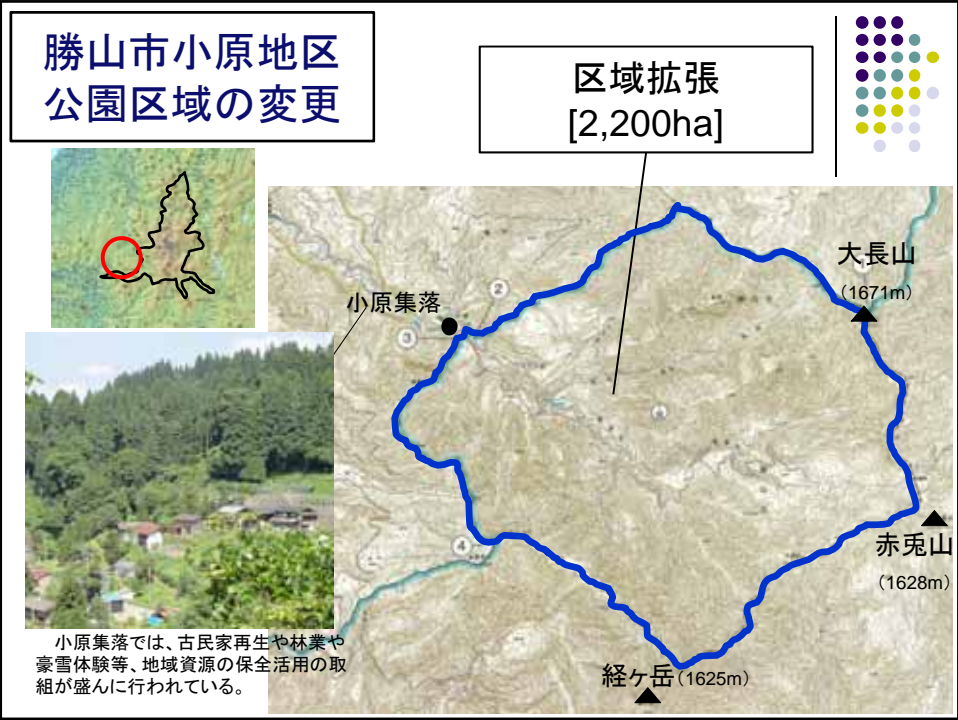 勝山市小原地区
公園区域の変更
区域拡張
[2,200ha]
大長山
（1671m）
小原集落
②
③
④
赤兎山
（1628m）
経ヶ岳（1625m）
小原集落では、古民家再生や林業や
豪雪体験等、地域資源の保全活用の取
組が盛んに行われている。